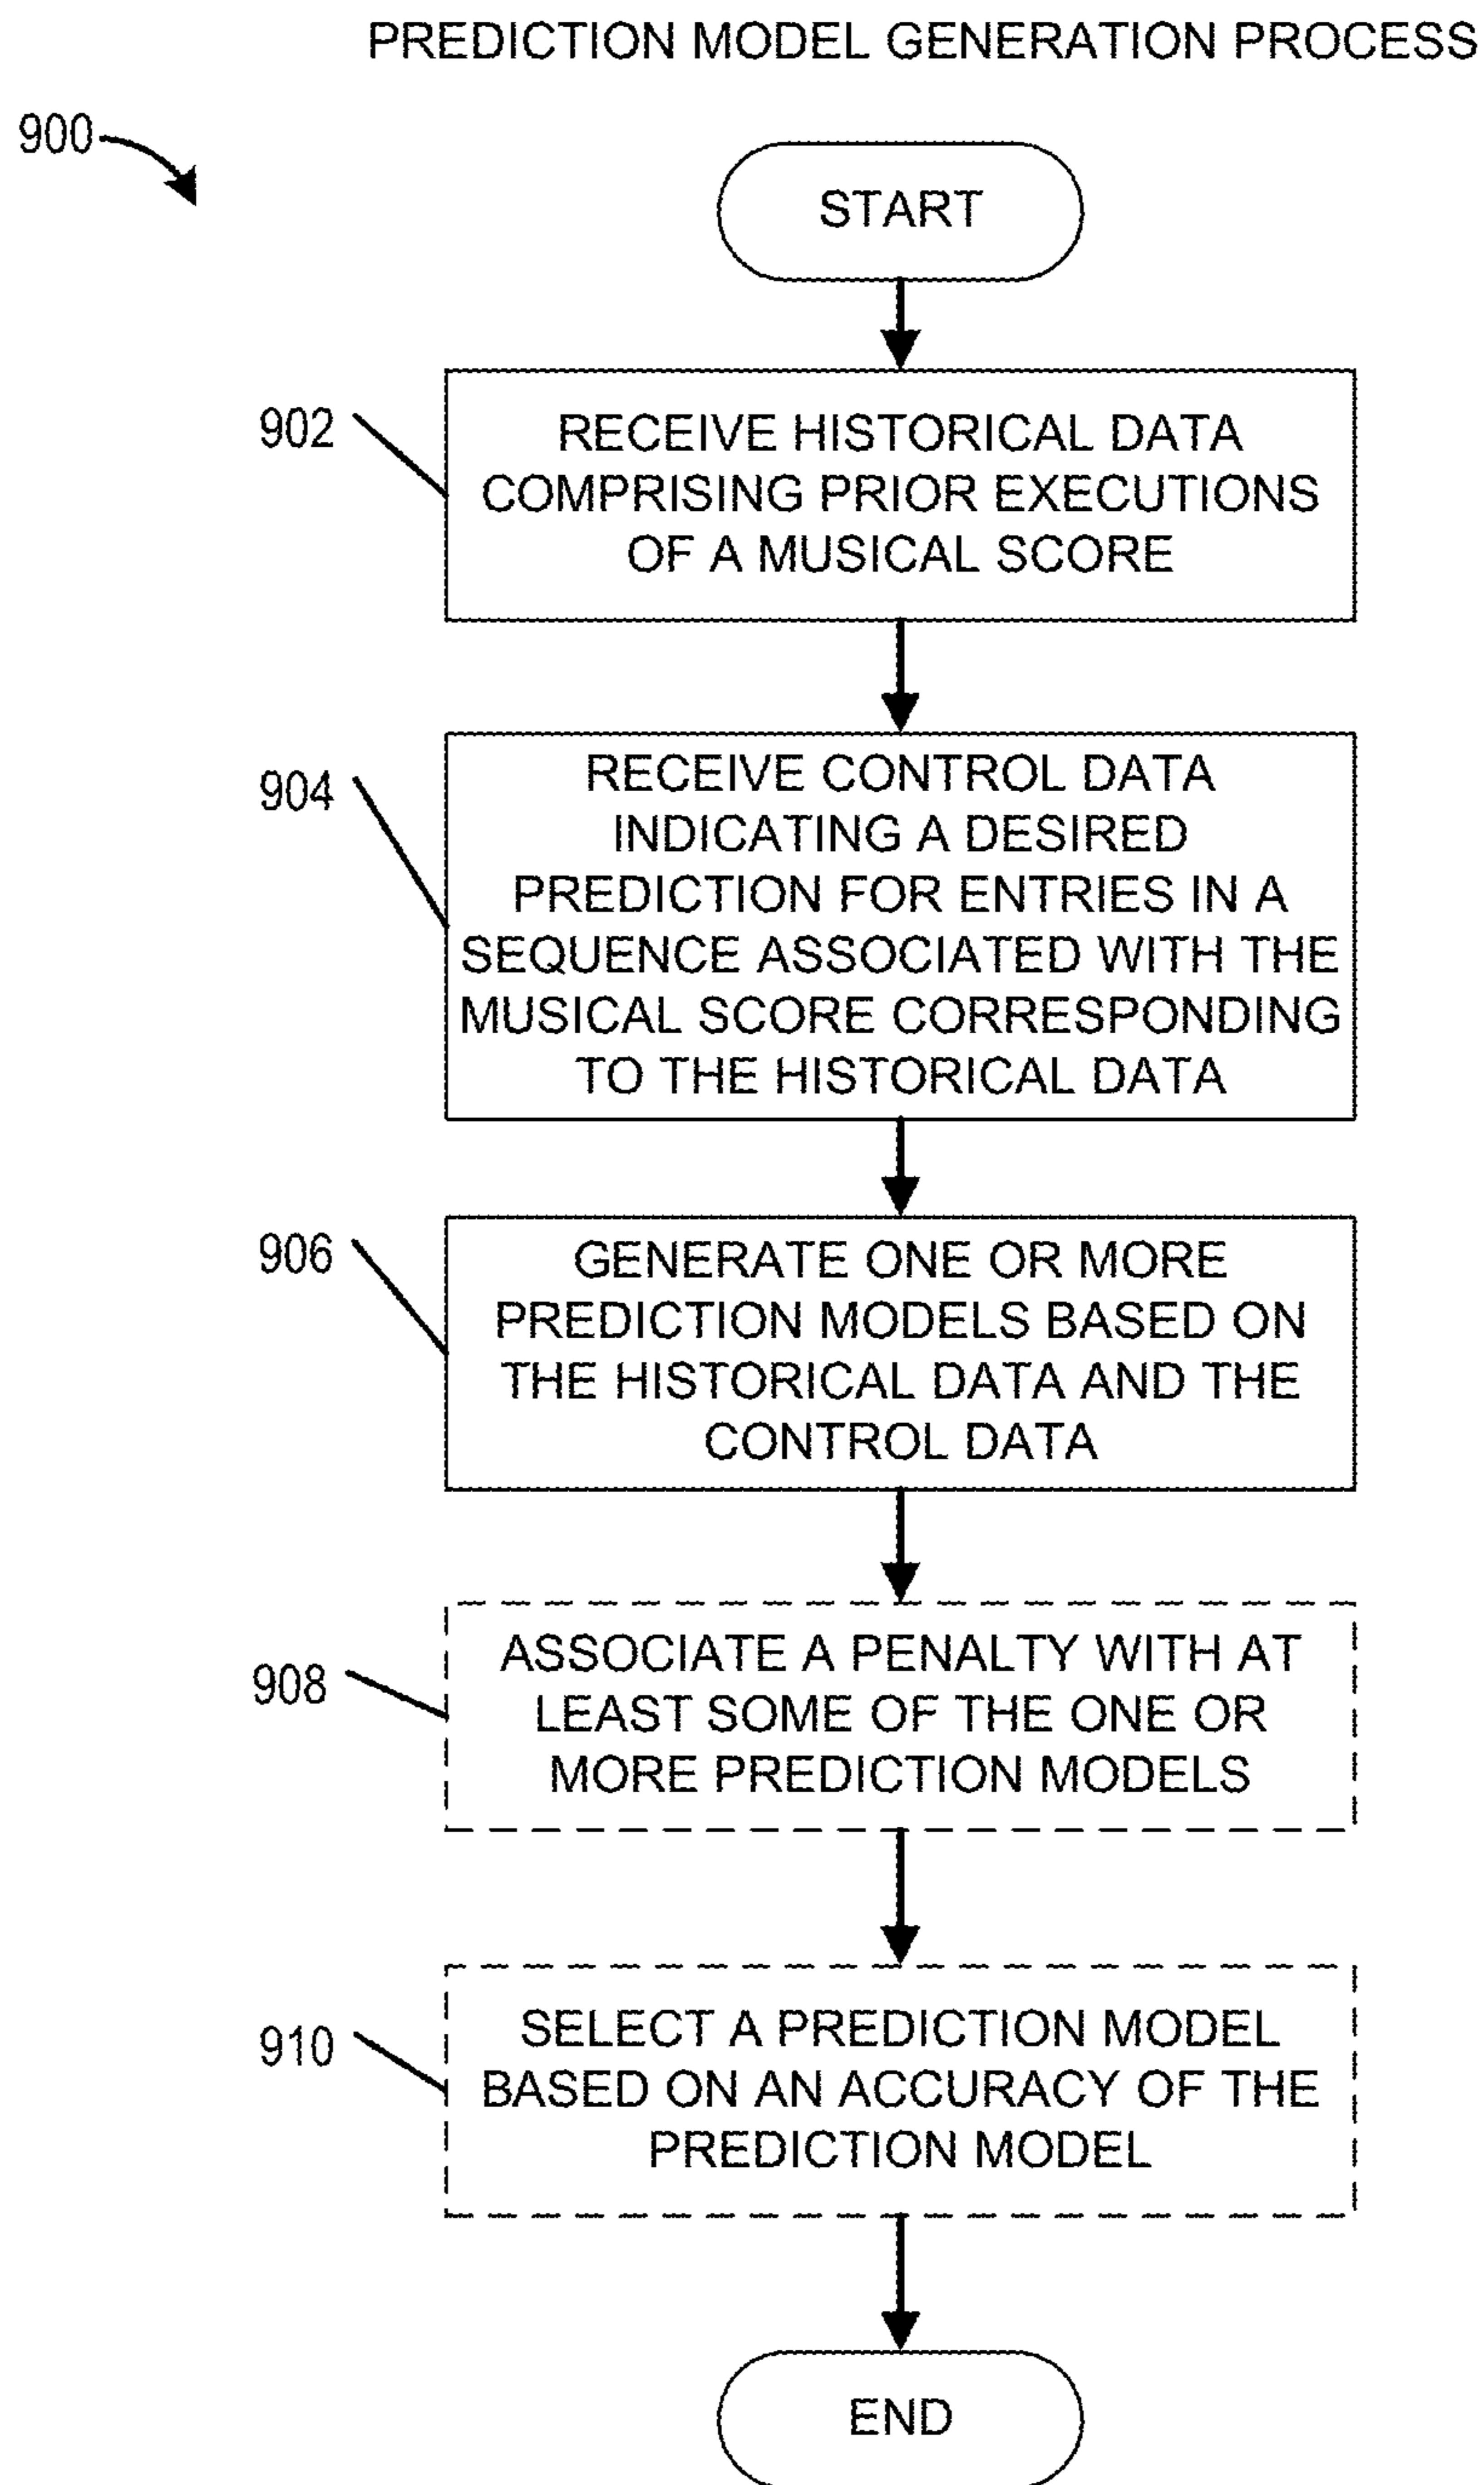 PREDICTION MODEL GENERATION PROCESS
900
START
902
RECEIVE HISTORICAL DATA
COMPRISING PRIOR EXECUTIONS
OF A MUSICAL SCORE
904
RECEIVE CONTROL DATA
INDICATING A DESIRED
PREDICTION FOR ENTRIES IN A
SEQUENCE ASSOCIATED WITH THE
MUSICAL SCORE CORRESPONDING
TO THE HISTORICAL DATA
906
GENERATE ONE OR MORE
PREDICTION MODELS BASED ON
THE HISTORICAL DATA AND THE
CONTROL DATA
908
ASSOCIATE A PENALTY WITH AT
LEAST SOME OF THE ONE OR
MORE PREDICTION MODELS
910
SELECT A PREDICTION MODEL
BASED ON AN ACCURACY OF THE
PREDICTION MODEL
END